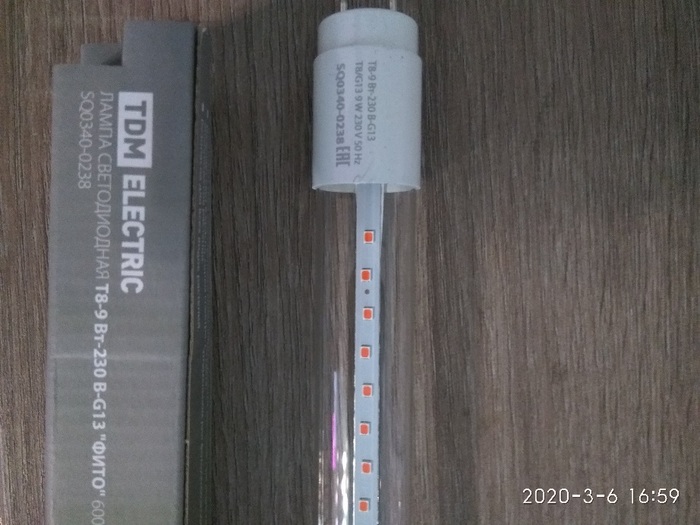 TDM ELECTRIC
ЛАМПА СВЕТОДИОДНАЯ Т8-9 Вт-230 В-G13 "ФИТО" 600
SQ0340-0238
Т8-9 Вт-230 В-G13
T8/G13 9 W 230 V 50 Hz
SQ0340-0238 EAC
2020-3-6 16:59